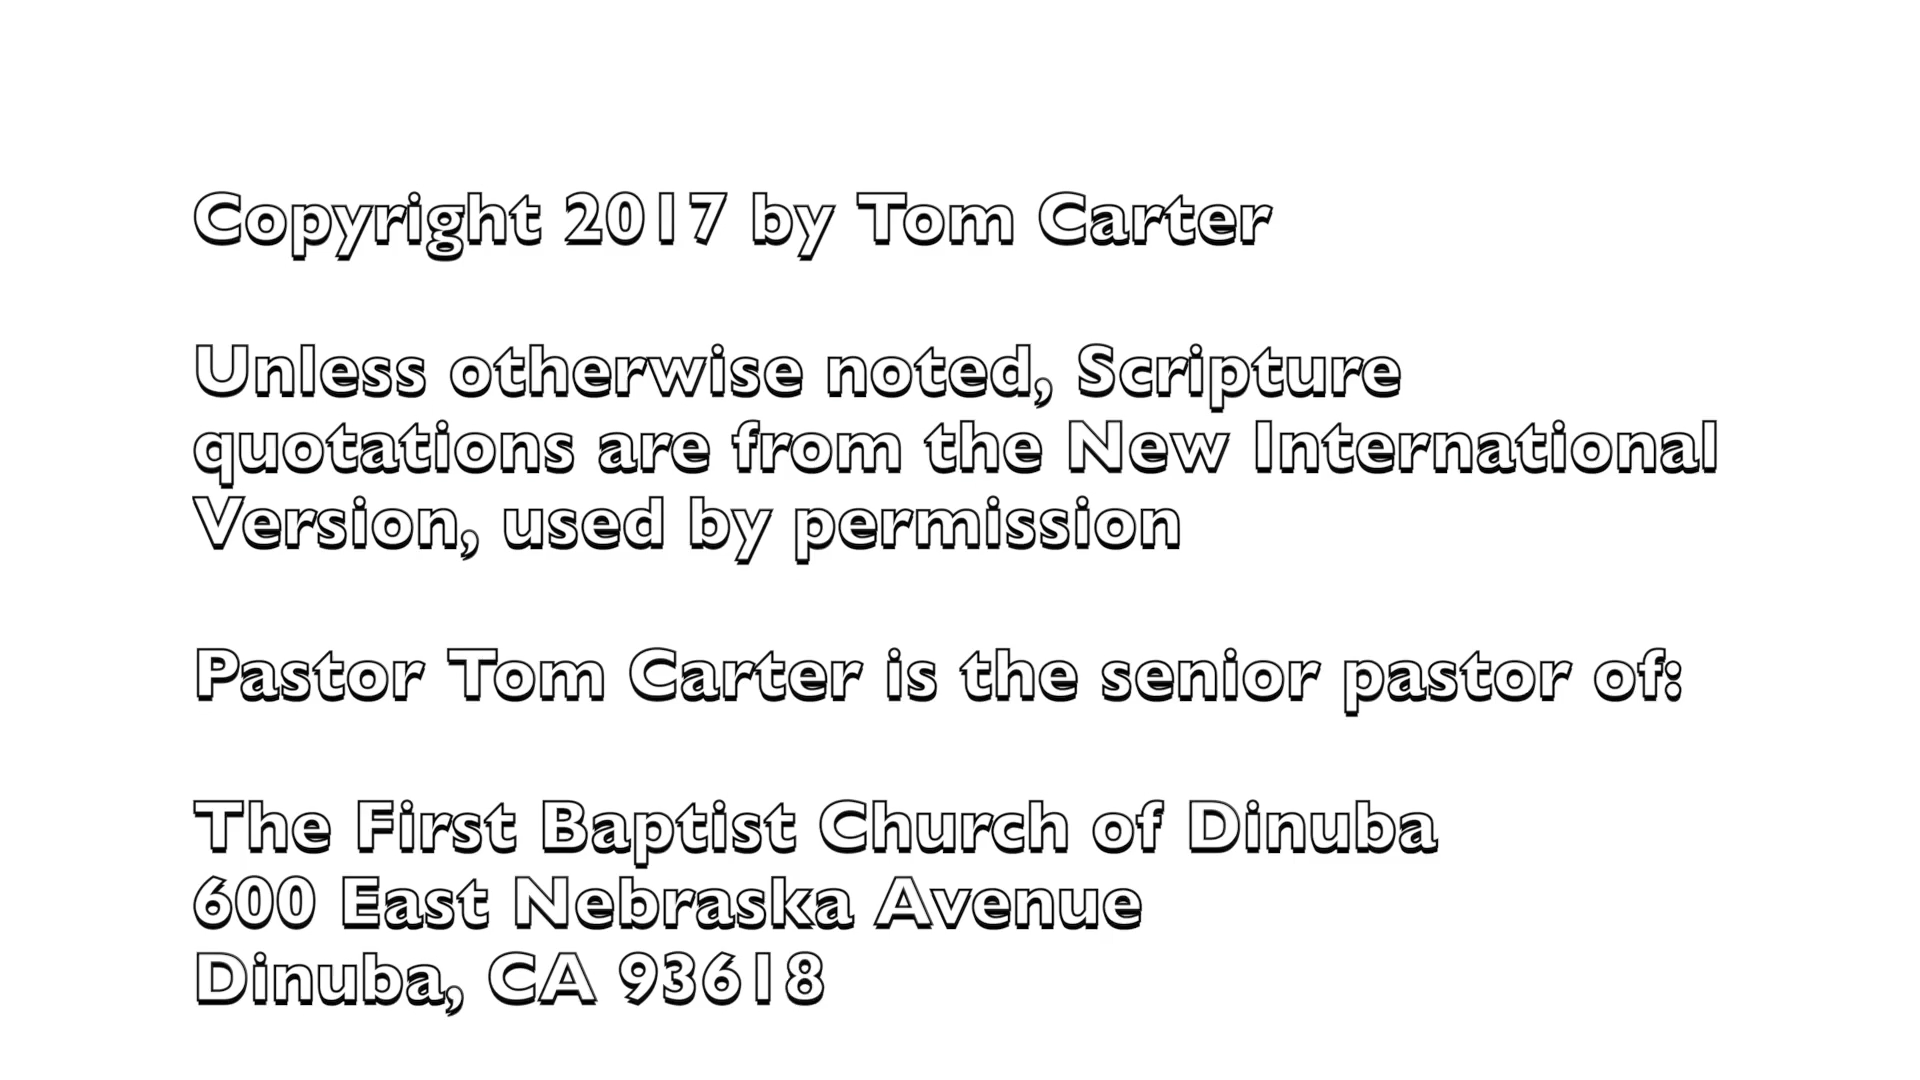 Copyright 2017 by Tom Carter
Unless otherwise noted, Scripture
quotations are from the New International
Version, used by permission
Pastor Tom Carter is the senior pastor of:
The First Baptist Church of Dinuba
600 East Nebraska Avenue
Dinuba, CA 93618